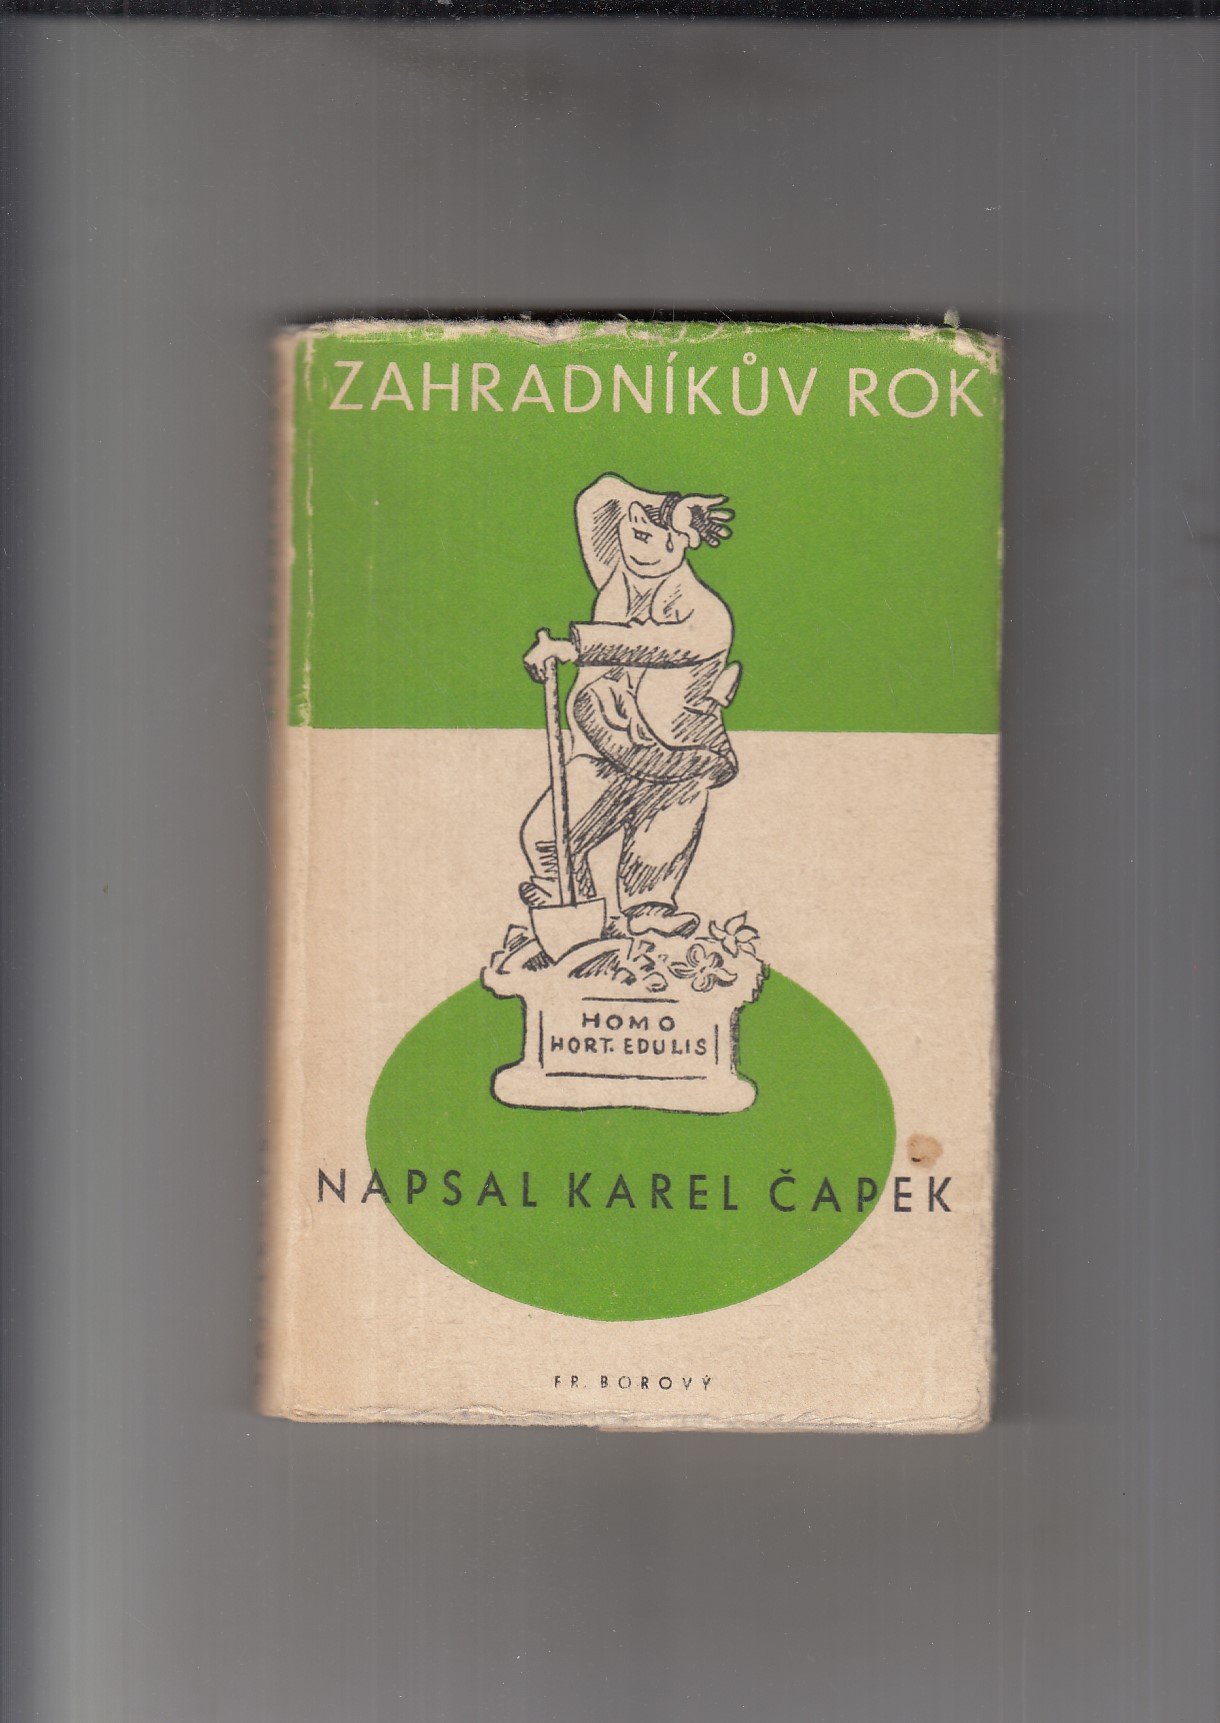 ZAHRADNÍKŮV ROK
HOMO
HORT. EDULIS
NAPSAL KAREL ČAPEK
FR. BOROVÝ